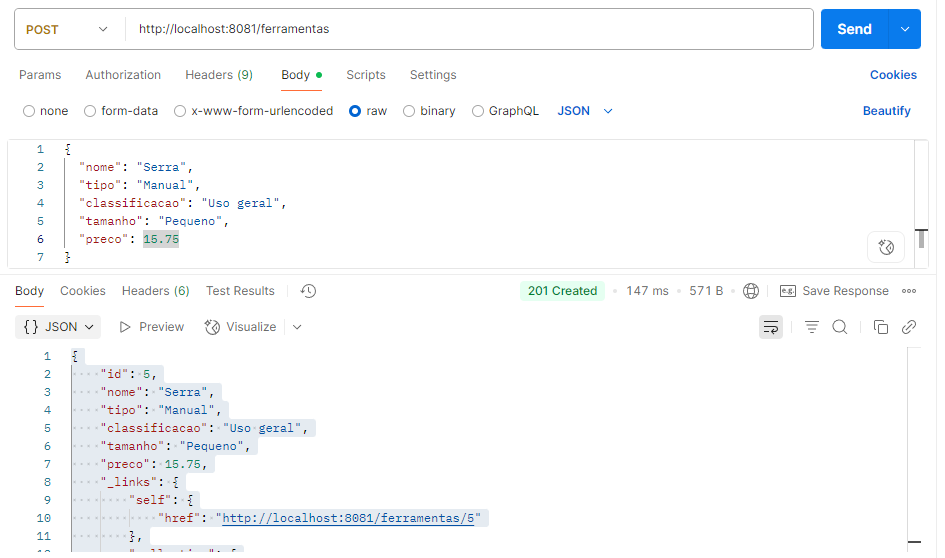 POST http://localhost:8081/ferramentas Send
Params Authorization Headers (9) Body Scripts Settings Cookies
none form-data x-www-form-urlencoded raw binary GraphQL JSON Beautify
1 {
2 "nome": "Serra",
3 "tipo": "Manual",
4 "classificacao": "Uso geral",
5 "tamanho": "Pequeno",
6 "preco": 15.75
7 }
Body Cookies Headers (6) Test Results 201 Created • 147 ms • 571 B e.g. Save Response
{} JSON Preview Visualize
1 {
2 "id": 5,
3 "nome": "Serra",
4 "tipo": "Manual",
5 "classificacao": "Uso geral",
6 "tamanho": "Pequeno",
7 "preco": 15.75,
8 "_links": {
9 "self": {
10 "href": "http://localhost:8081/ferramentas/5"
11 },